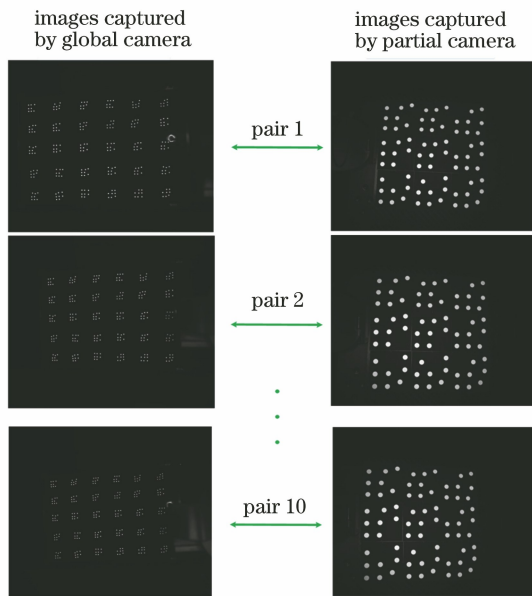 images captured
by global camera
images captured
by partial camera
pair 1
pair 2
pair 10